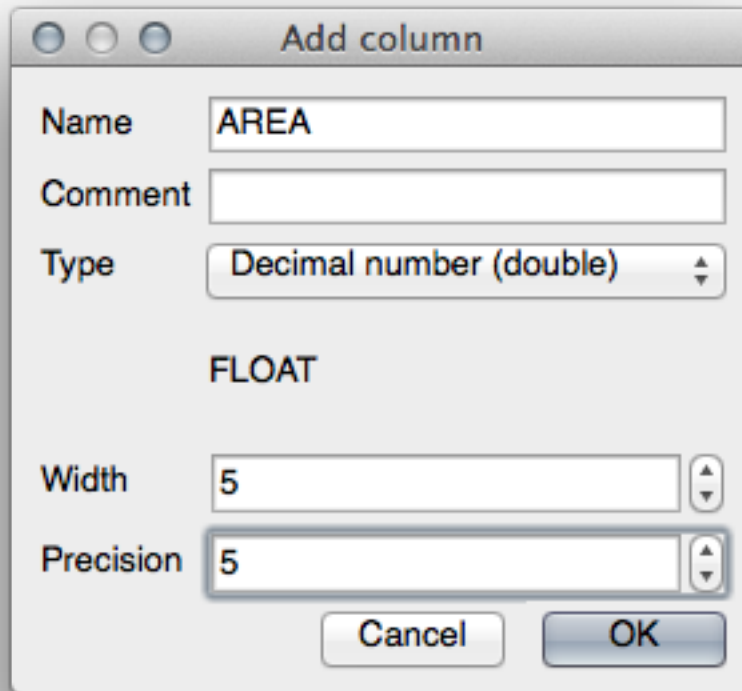 Add column
Name AREA
Comment
Type Decimal number (double)
FLOAT
Width 5
Precision 5
Cancel OK